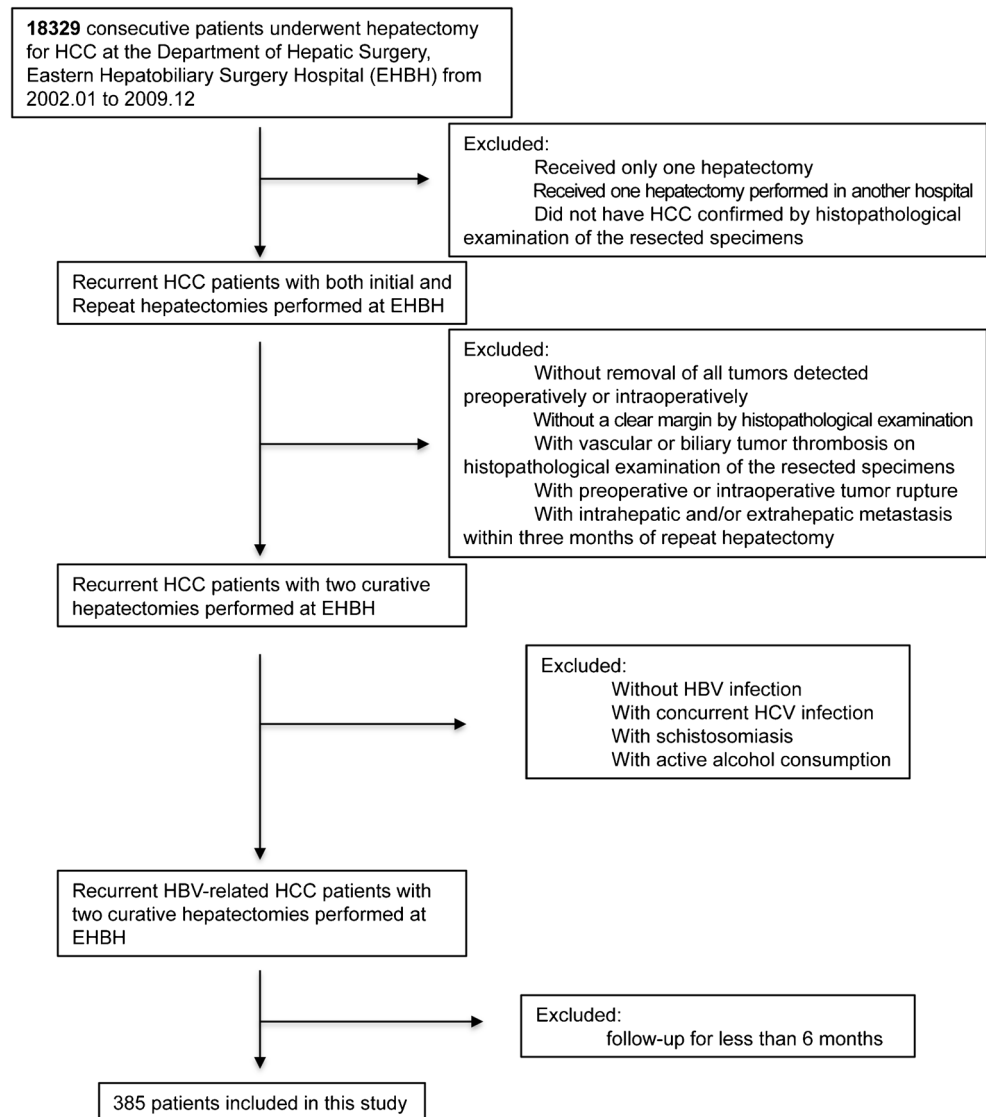 18329 consecutive patients underwent hepatectomy
for HCC at the Department of Hepatic Surgery,
Eastern Hepatobiliary Surgery Hospital (EHBH) from
2002.01 to 2009.12
Excluded:
Received only one hepatectomy
Received one hepatectomy performed in another hospital
Did not have HCC confirmed by histopathological
examination of the resected specimens
Recurrent HCC patients with both initial and
Repeat hepatectomies performed at EHBH
Excluded:
Without removal of all tumors detected
preoperatively or intraoperatively
Without a clear margin by histopathological examination
With vascular or biliary tumor thrombosis on
histopathological examination of the resected specimens
With preoperative or intraoperative tumor rupture
With intrahepatic and/or extrahepatic metastasis
within three months of repeat hepatectomy
Recurrent HCC patients with two curative
hepatectomies performed at EHBH
Excluded:
Without HBV infection
With concurrent HCV infection
With schistosomiasis
With active alcohol consumption
Recurrent HBV-related HCC patients with
two curative hepatectomies performed at
EHBH
Excluded:
follow-up for less than 6 months
385 patients included in this study